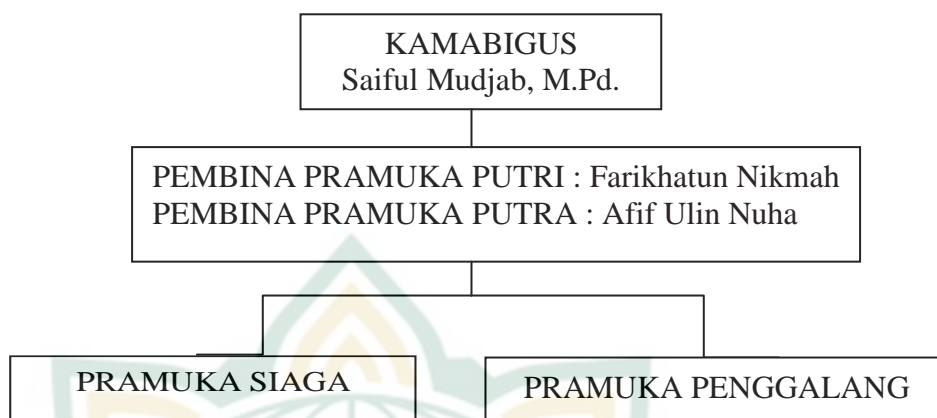 KAMABIGUS
Saiful Mudjab, M.Pd.
PEMBINA PRAMUKA PUTRI : Farikhatun Nikmah
PEMBINA PRAMUKA PUTRA : Afif Ulin Nuha
PRAMUKA SIAGA
PRAMUKA PENGGALANG